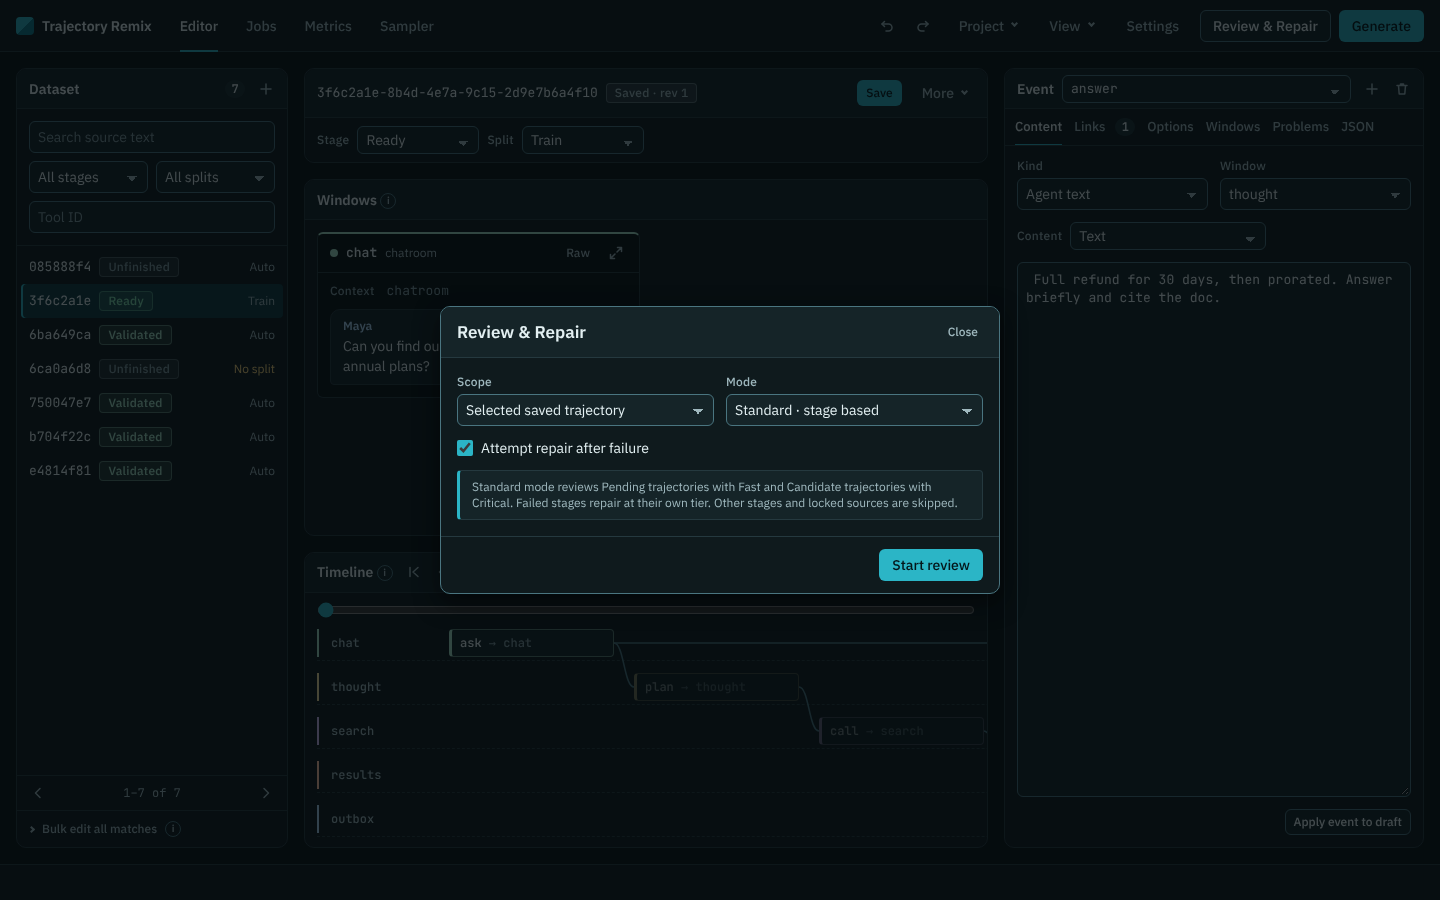 Trajectory Remix
Editor
Jobs
Metrics
Sampler
Project
View
Settings
Review & Repair
Generate
Dataset
7
Search source text
All stages
All splits
Tool ID
085888f4 Unfinished Auto
3f6c2a1e Ready Train
6ba649ca Validated Auto
6ca0a6d8 Unfinished No split
750047e7 Validated Auto
b704f22c Validated Auto
e4814f81 Validated Auto
1-7 of 7
Bulk edit all matches
3f6c2a1e-8b4d-4e7a-9c15-2d9e7b6a4f10 Saved · rev 1
Save
More
Stage
Ready
Split
Train
Windows
chat chatroom
Raw
Context chatroom
Maya
Can you find ou
annual plans?
Review & Repair
Close
Scope
Mode
Selected saved trajectory
Standard · stage based
Attempt repair after failure
Standard mode reviews Pending trajectories with Fast and Candidate trajectories with
Critical. Failed stages repair at their own tier. Other stages and locked sources are skipped.
Start review
Timeline
chat
ask → chat
thought
plan → thought
search
call → search
results
outbox
Event
answer
Content
Links 1
Options
Windows
Problems
JSON
Kind
Window
Agent text
thought
Content
Text
Full refund for 30 days, then prorated. Answer
briefly and cite the doc.
Apply event to draft